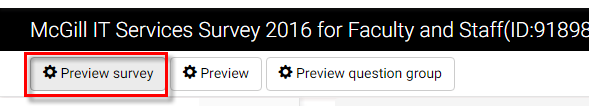 McGill IT Services Survey 2016 for Faculty and Staff(ID:91898
Preview survey Preview Preview question group